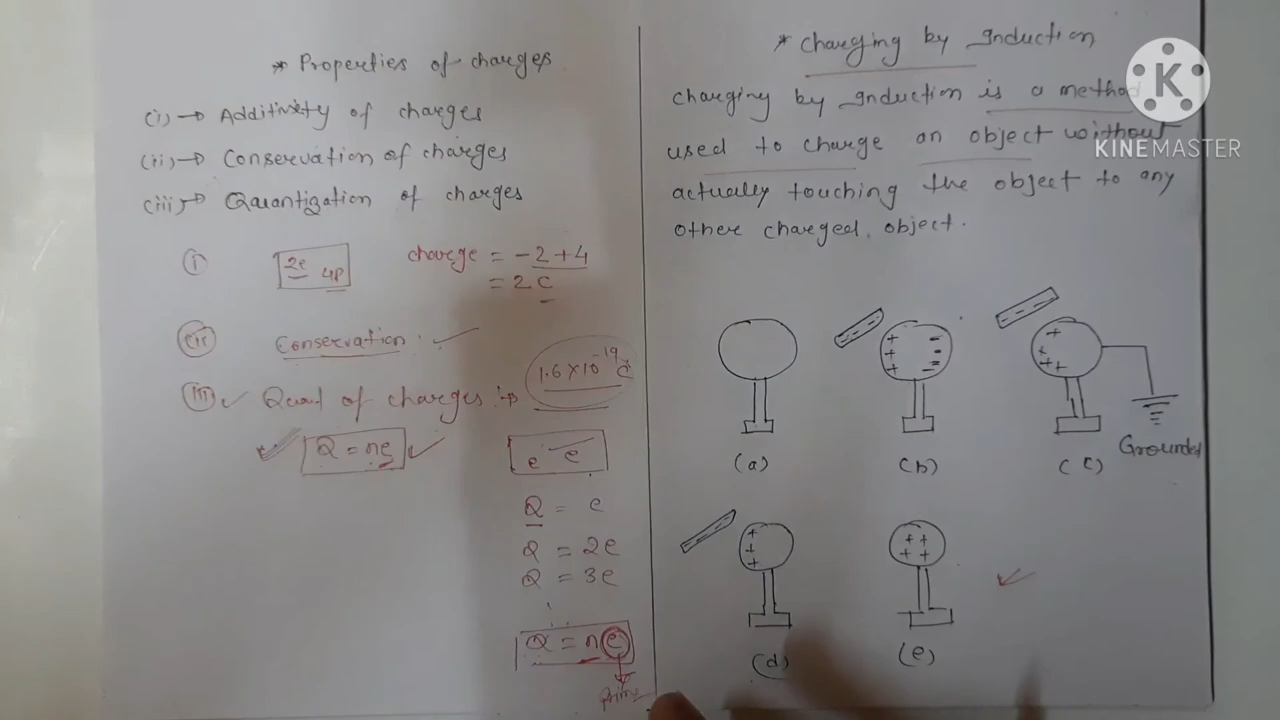 * Properties of charges
(i) → Additivity of charges
(ii) → Conservation of charges
(iii) → Quantization of charges
(i) 2e 4p charge = -2 + 4
= 2 C
(ii) Conservation :
(iii) Quant of charges :→ 1.6 × 10⁻¹⁹ C
Q = ne
e⁻ e
Q = e
Q = 2e
Q = 3e
Q = ne
* Charging by Induction
charging by Induction is a method
used to charge an object without
actually touching the object to any
other charged object.
(a) (b) (c) Grounded
(d) (e)
K
KINEMASTER